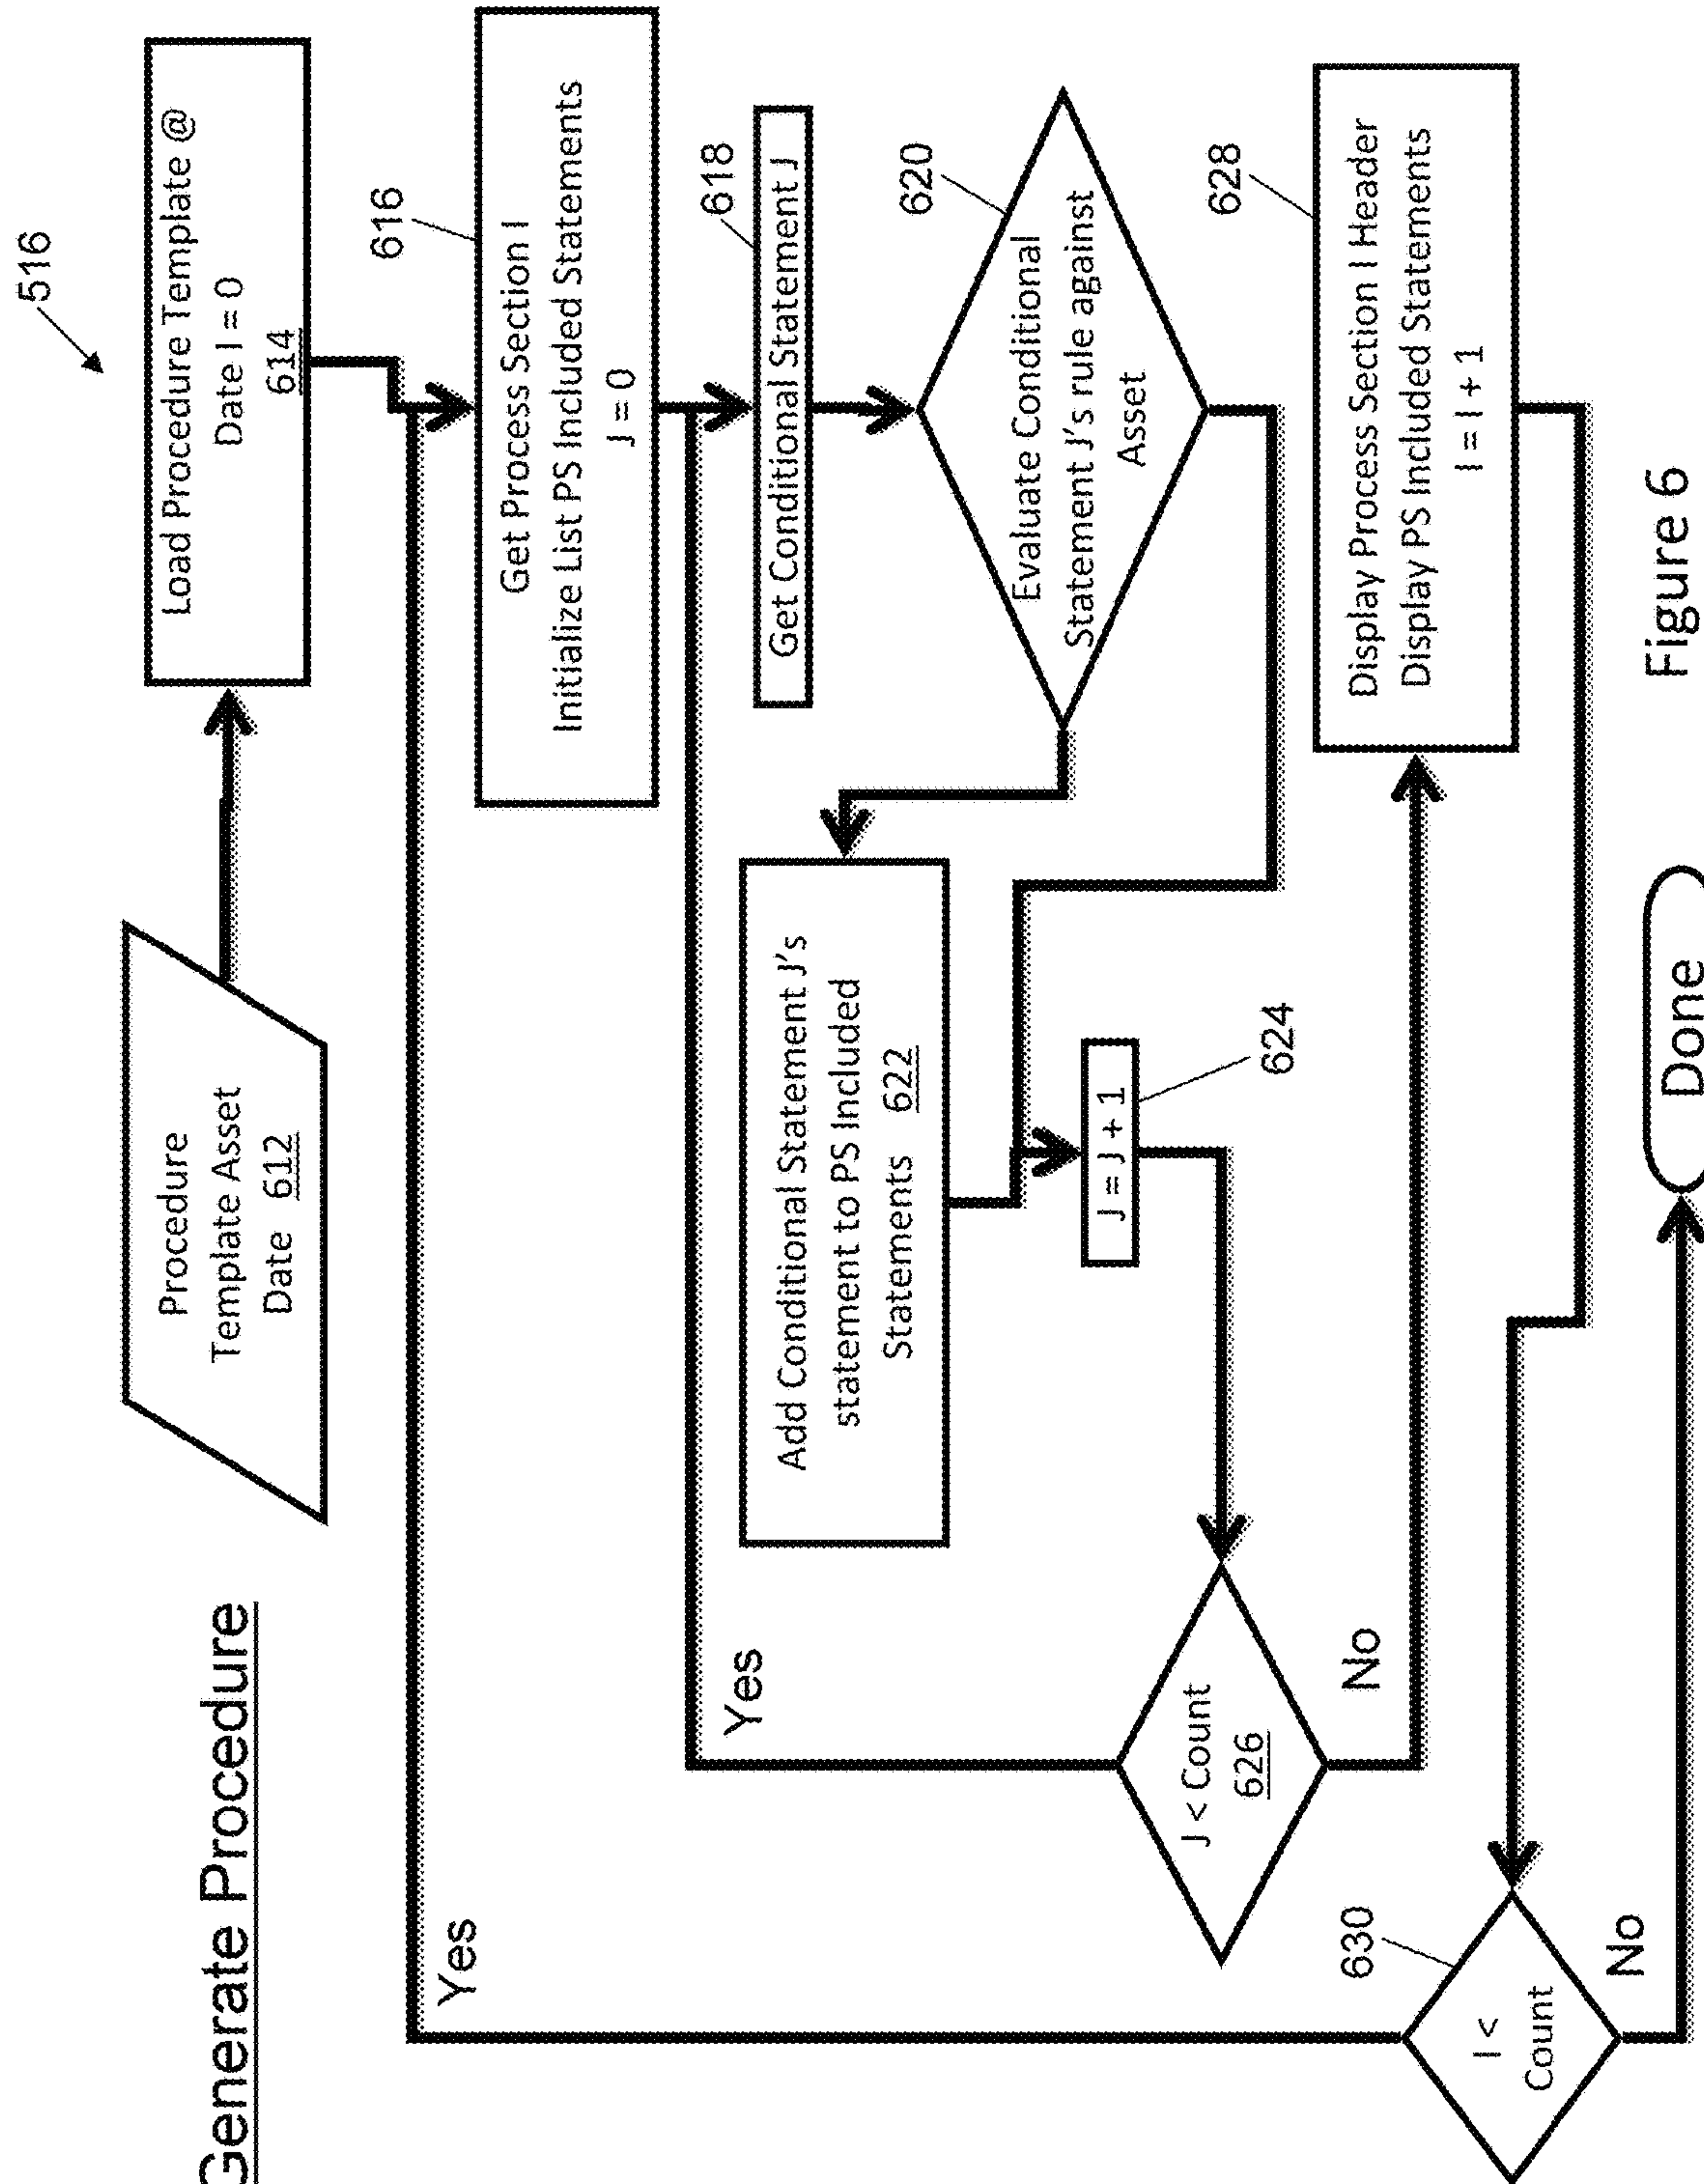 Generate Procedure
516
Procedure
Template Asset
Date 612
Load Procedure Template @
Date I = 0
614
Yes
616
Get Process Section I
Initialize List PS Included Statements
J = 0
Yes
618
Get Conditional Statement J
Add Conditional Statement J's
statement to PS Included
Statements 622
620
Evaluate Conditional
Statement J's rule against
Asset
J = J + 1
624
J < Count
626
No
628
Display Process Section I Header
Display PS Included Statements
I = I + 1
630
I <
Count
No
Done
Figure 6